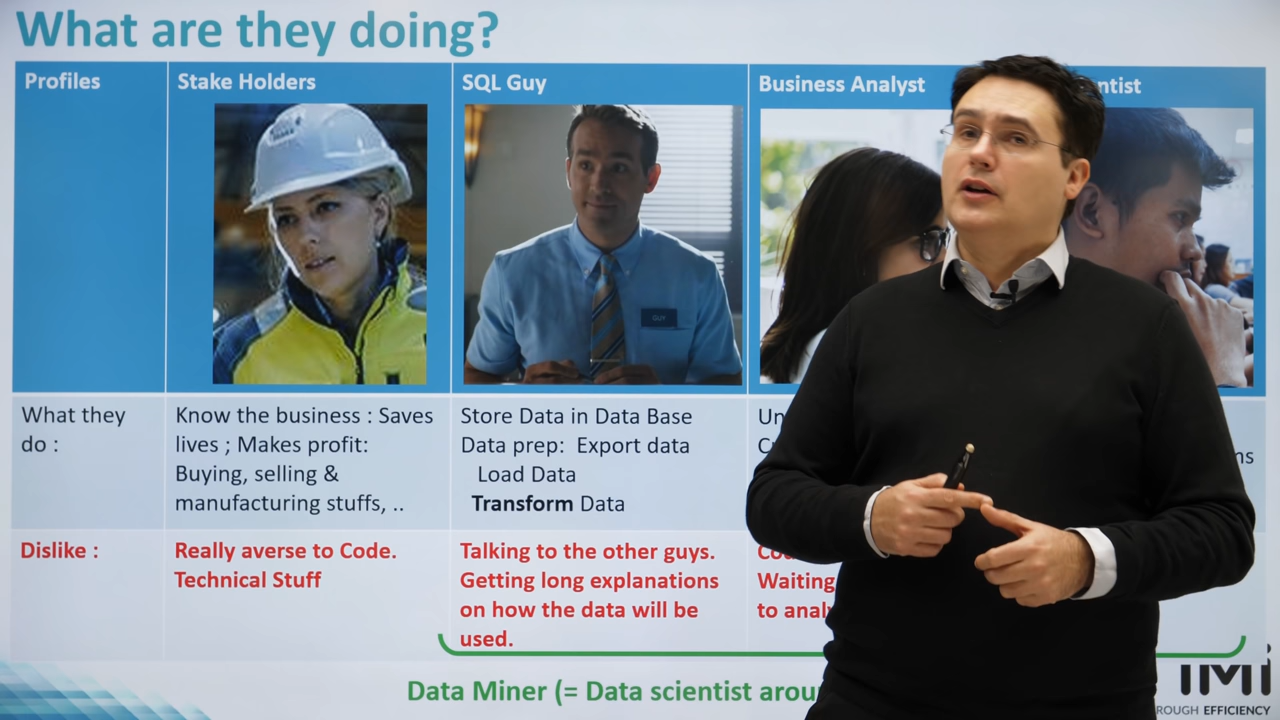 What are they doing?
Profiles
Stake Holders
SQL Guy
Business Analyst
GUY
What they
do :
Know the business : Saves
lives ; Makes profit:
Buying, selling &
manufacturing stuffs, ..
Store Data in Data Base
Data prep: Export data
Load Data
Transform Data
Dislike :
Really averse to Code.
Technical Stuff
Talking to the other guys.
Getting long explanations
on how the data will be
used.
Waiting
to
Data Miner (= Data scientist
EFFICIENCY